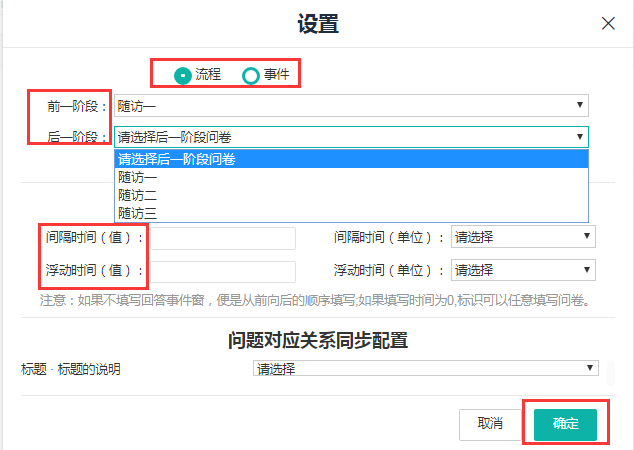 设置
流程 事件
前一阶段： 随访一
后一阶段： 请选择后一阶段问卷
请选择后一阶段问卷
随访一
随访二
随访三
间隔时间（值）： 间隔时间（单位）： 请选择
浮动时间（值）： 浮动时间（单位）： 请选择
注意：如果不填写回答事件窗，便是从前向后的顺序填写;如果填写时间为0,标识可以任意填写问卷。
问题对应关系同步配置
标题 · 标题的说明 请选择
取消 确定